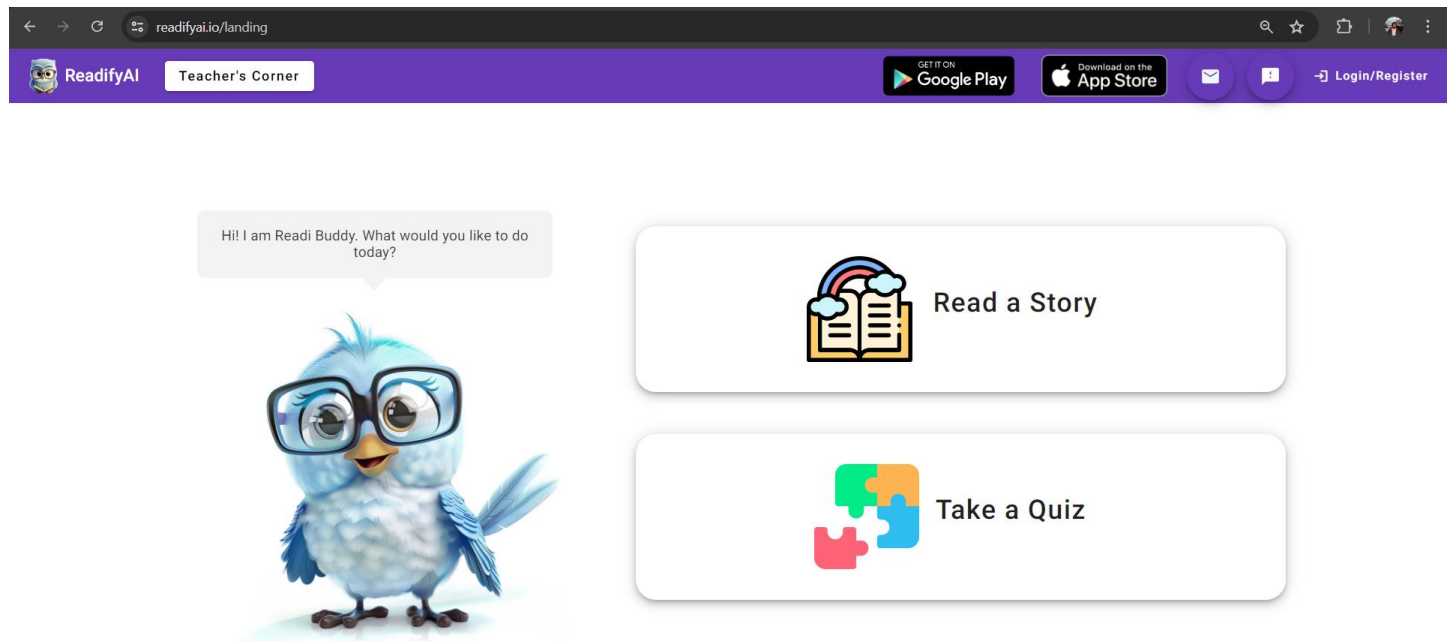 readifyai.io/landing
ReadifyAI
Teacher's Corner
GET IT ON
Google Play
Download on the
App Store
Login/Register
Hi! I am Readi Buddy. What would you like to do
today?
Read a Story
Take a Quiz